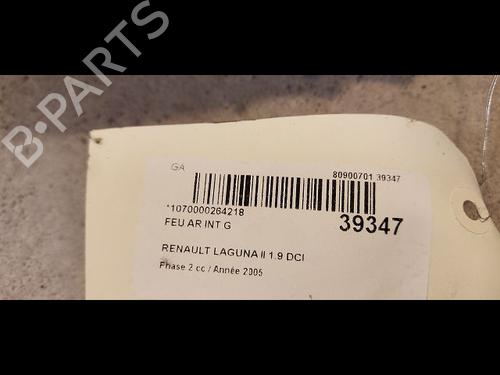 B-PARTS
GA
80900701 39347
*1070000264218
39347
FEU AR INT G
RENAULT LAGUNA II 1.9 DCI
Phase 2 cc / Année 2005